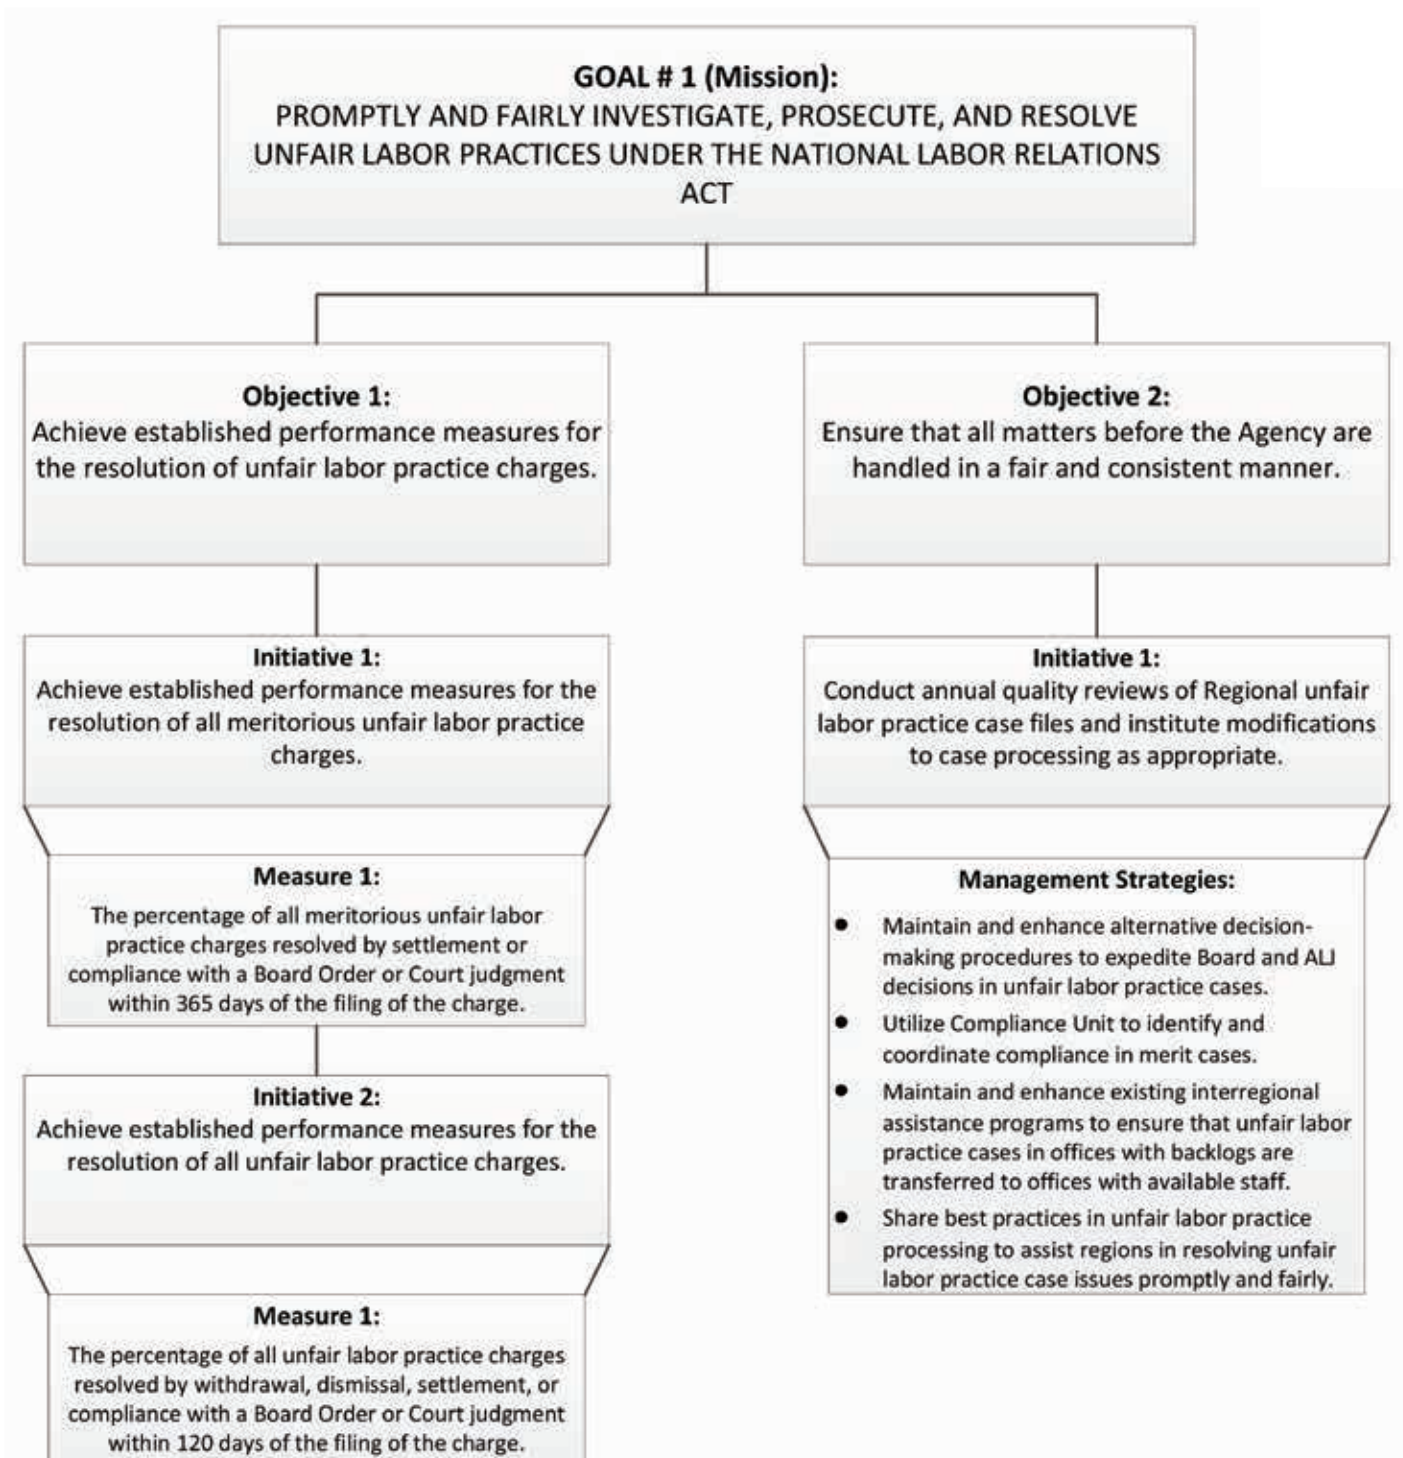 GOAL # 1 (Mission):
PROMPTLY AND FAIRLY INVESTIGATE, PROSECUTE, AND RESOLVE
UNFAIR LABOR PRACTICES UNDER THE NATIONAL LABOR RELATIONS
ACT
Objective 1:
Achieve established performance measures for
the resolution of unfair labor practice charges.
Initiative 1:
Achieve established performance measures for the
resolution of all meritorious unfair labor practice
charges.
Measure 1:
The percentage of all meritorious unfair labor
practice charges resolved by settlement or
compliance with a Board Order or Court judgment
within 365 days of the filing of the charge.
Initiative 2:
Achieve established performance measures for the
resolution of all unfair labor practice charges.
Measure 1:
The percentage of all unfair labor practice charges
resolved by withdrawal, dismissal, settlement, or
compliance with a Board Order or Court judgment
within 120 days of the filing of the charge.
Objective 2:
Ensure that all matters before the Agency are
handled in a fair and consistent manner.
Initiative 1:
Conduct annual quality reviews of Regional unfair
labor practice case files and institute modifications
to case processing as appropriate.
Management Strategies:
● Maintain and enhance alternative decision-
making procedures to expedite Board and ALJ
decisions in unfair labor practice cases.
● Utilize Compliance Unit to identify and
coordinate compliance in merit cases.
● Maintain and enhance existing interregional
assistance programs to ensure that unfair labor
practice cases in offices with backlogs are
transferred to offices with available staff.
● Share best practices in unfair labor practice
processing to assist regions in resolving unfair
labor practice case issues promptly and fairly.